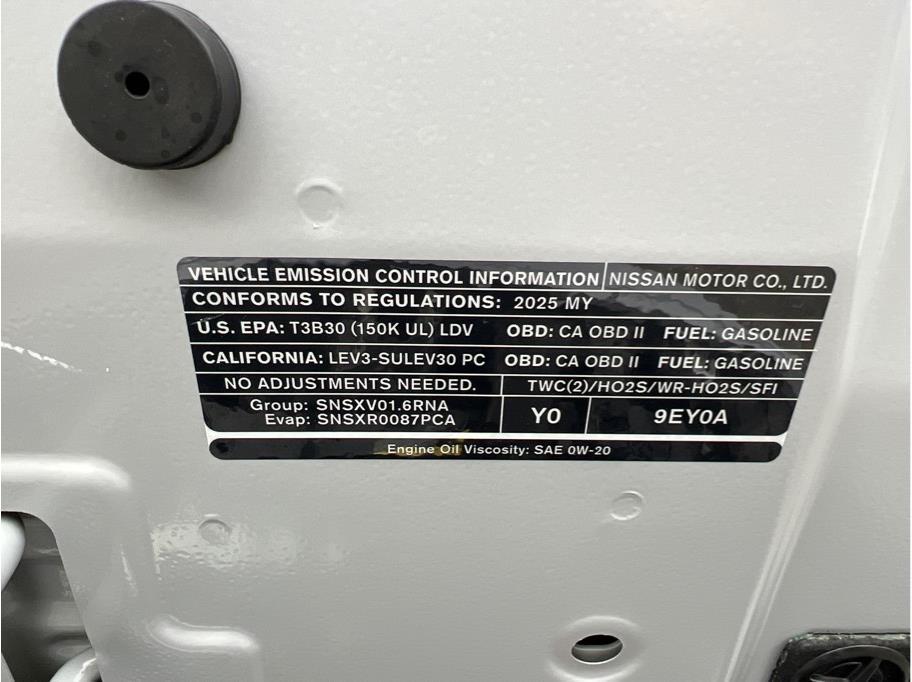 VEHICLE EMISSION CONTROL INFORMATION NISSAN MOTOR CO., LTD.
CONFORMS TO REGULATIONS: 2025 MY
U.S. EPA: T3B30 (150K UL) LDV OBD: CA OBD II FUEL: GASOLINE
CALIFORNIA: LEV3-SULEV30 PC OBD: CA OBD II FUEL: GASOLINE
NO ADJUSTMENTS NEEDED. TWC(2)/HO2S/WR-HO2S/SFI
Group: SNSXV01.6RNA
Evap: SNSXR0087PCA
Y0 9EY0A
Engine Oil Viscosity: SAE 0W-20